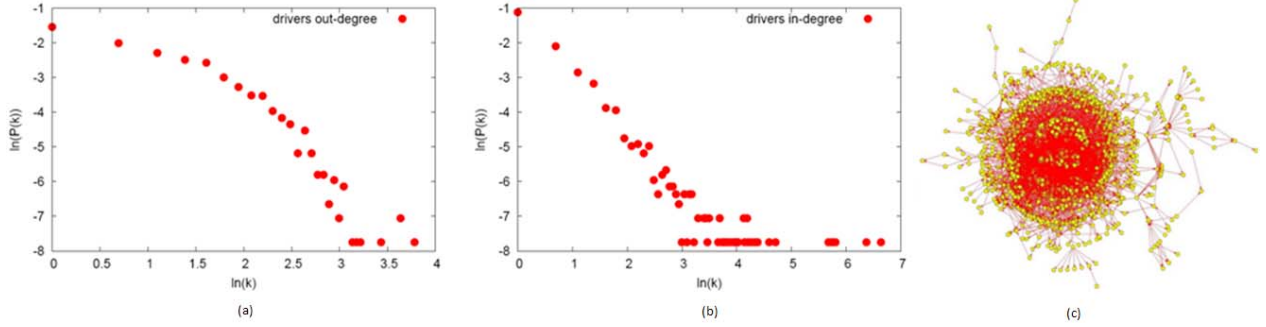 drivers out-degree
-1
-2
-3
-4
-5
-6
-7
-8
ln(P(k))
0 0.5 1 1.5 2 2.5 3 3.5 4
ln(k)
(a)
drivers in-degree
-1
-2
-3
-4
-5
-6
-7
-8
ln(P(k))
0 1 2 3 4 5 6 7
ln(k)
(b)
(c)